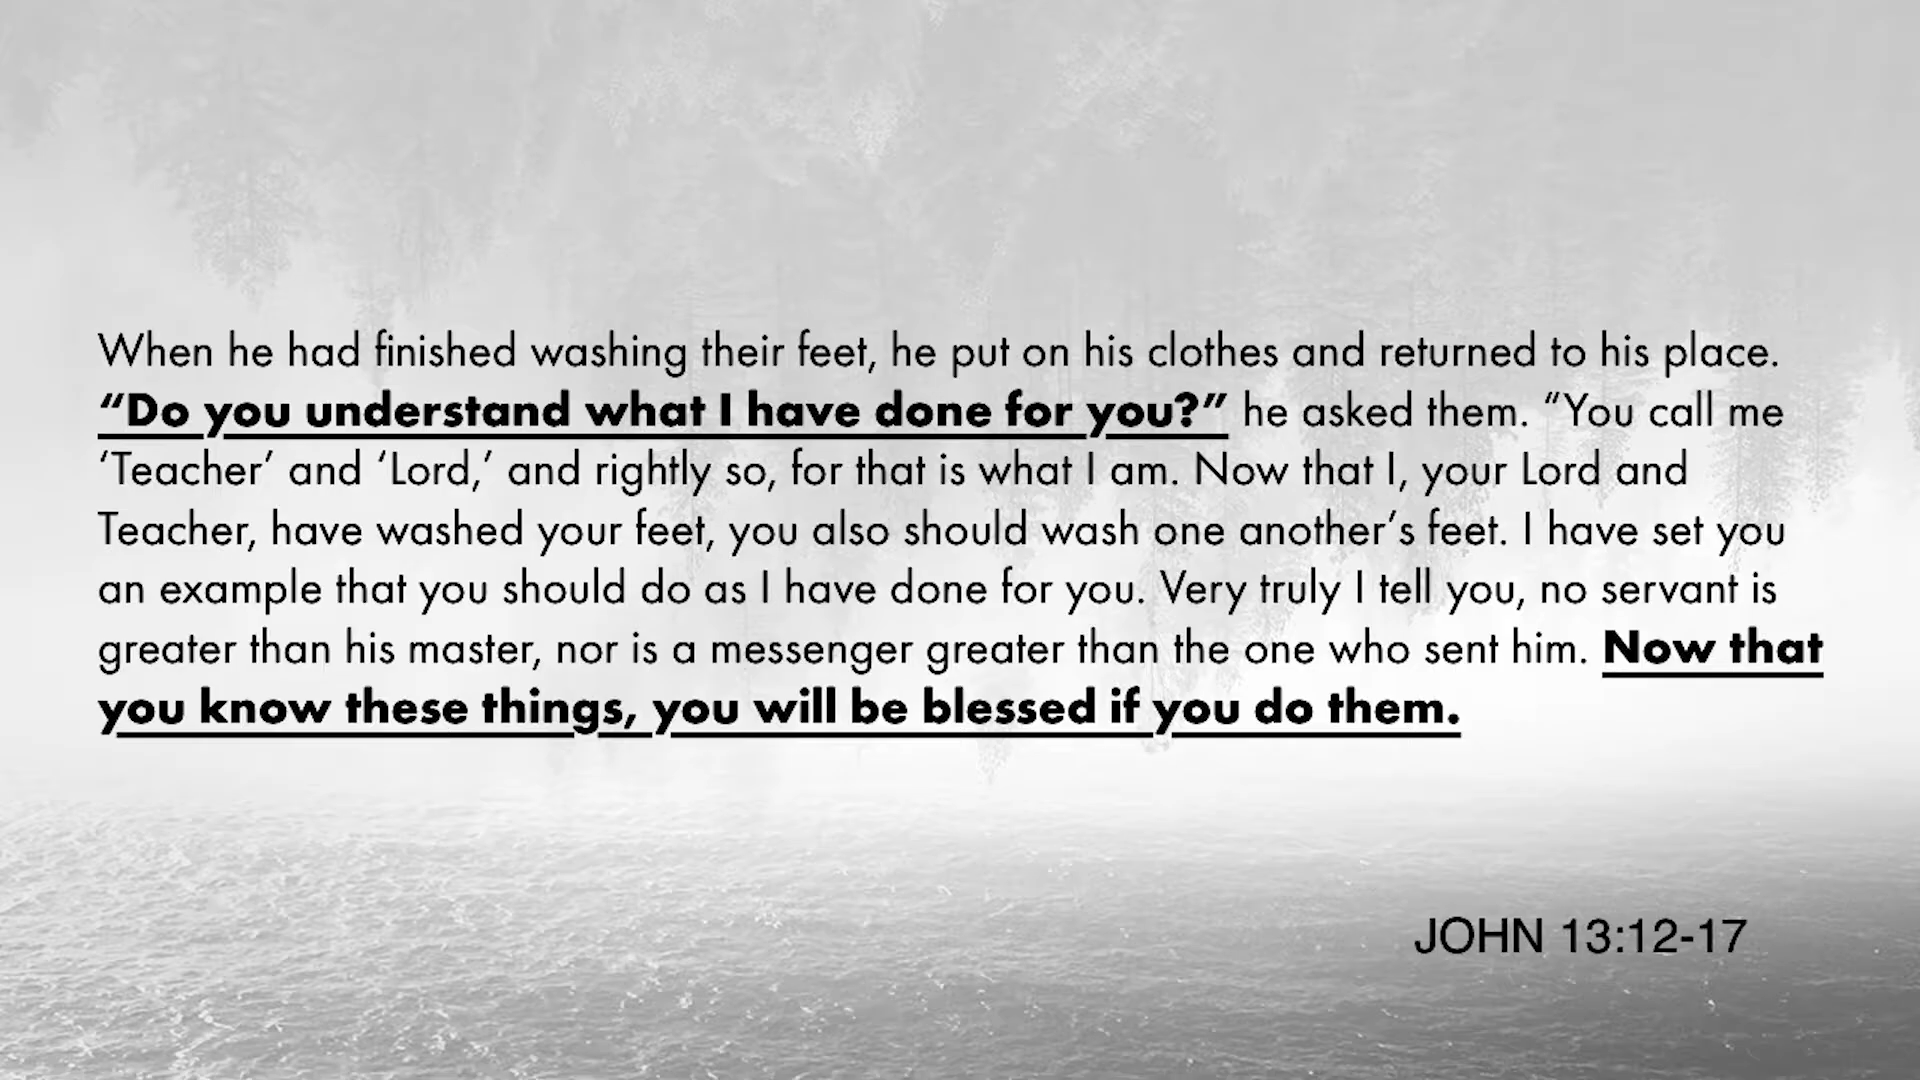 When he had finished washing their feet, he put on his clothes and returned to his place.
“Do you understand what I have done for you?” he asked them. “You call me
‘Teacher’ and ‘Lord,’ and rightly so, for that is what I am. Now that I, your Lord and
Teacher, have washed your feet, you also should wash one another’s feet. I have set you
an example that you should do as I have done for you. Very truly I tell you, no servant is
greater than his master, nor is a messenger greater than the one who sent him. Now that
you know these things, you will be blessed if you do them.
JOHN 13:12-17